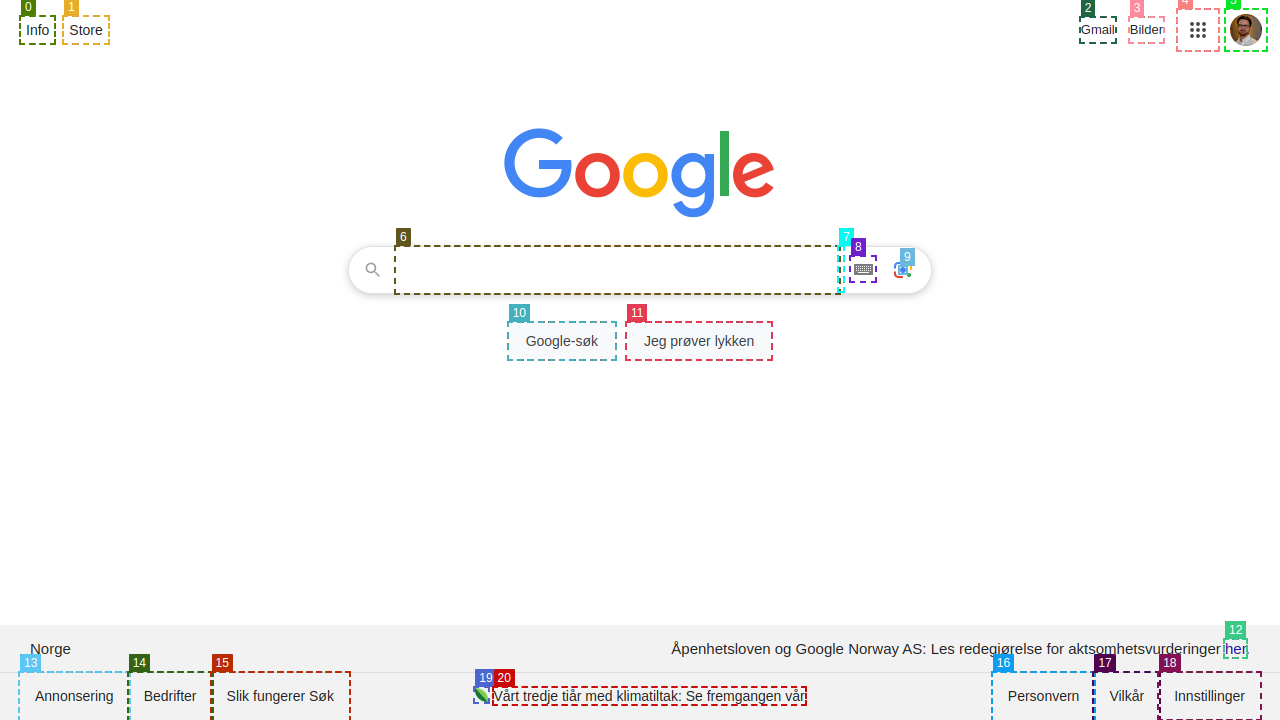 0 1 2 3 4 5
Info Store Gmail Bilder
Google
6 7 8 9
10 11
Google-søk Jeg prøver lykken
12
Norge Åpenhetsloven og Google Norway AS: Les redegjørelse for aktsomhetsvurderinger her.
13 14 15 16 17 18
19 20
Annonsering Bedrifter Slik fungerer Søk Vårt tredje tiår med klimatiltak: Se fremgangen vår Personvern Vilkår Innstillinger